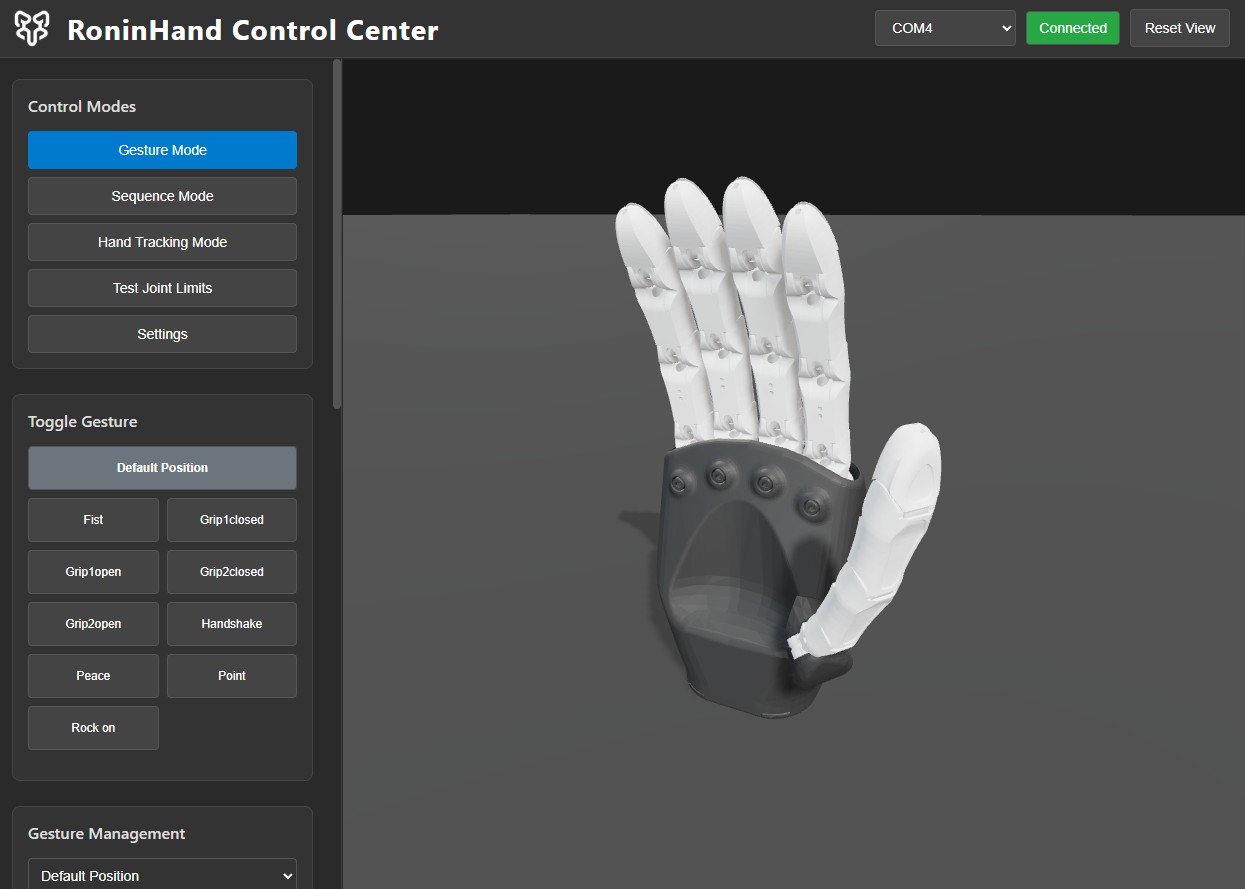 RoninHand Control Center
COM4
Connected
Reset View
Control Modes
Gesture Mode
Sequence Mode
Hand Tracking Mode
Test Joint Limits
Settings
Toggle Gesture
Default Position
Fist
Grip1closed
Grip1open
Grip2closed
Grip2open
Handshake
Peace
Point
Rock on
Gesture Management
Default Position